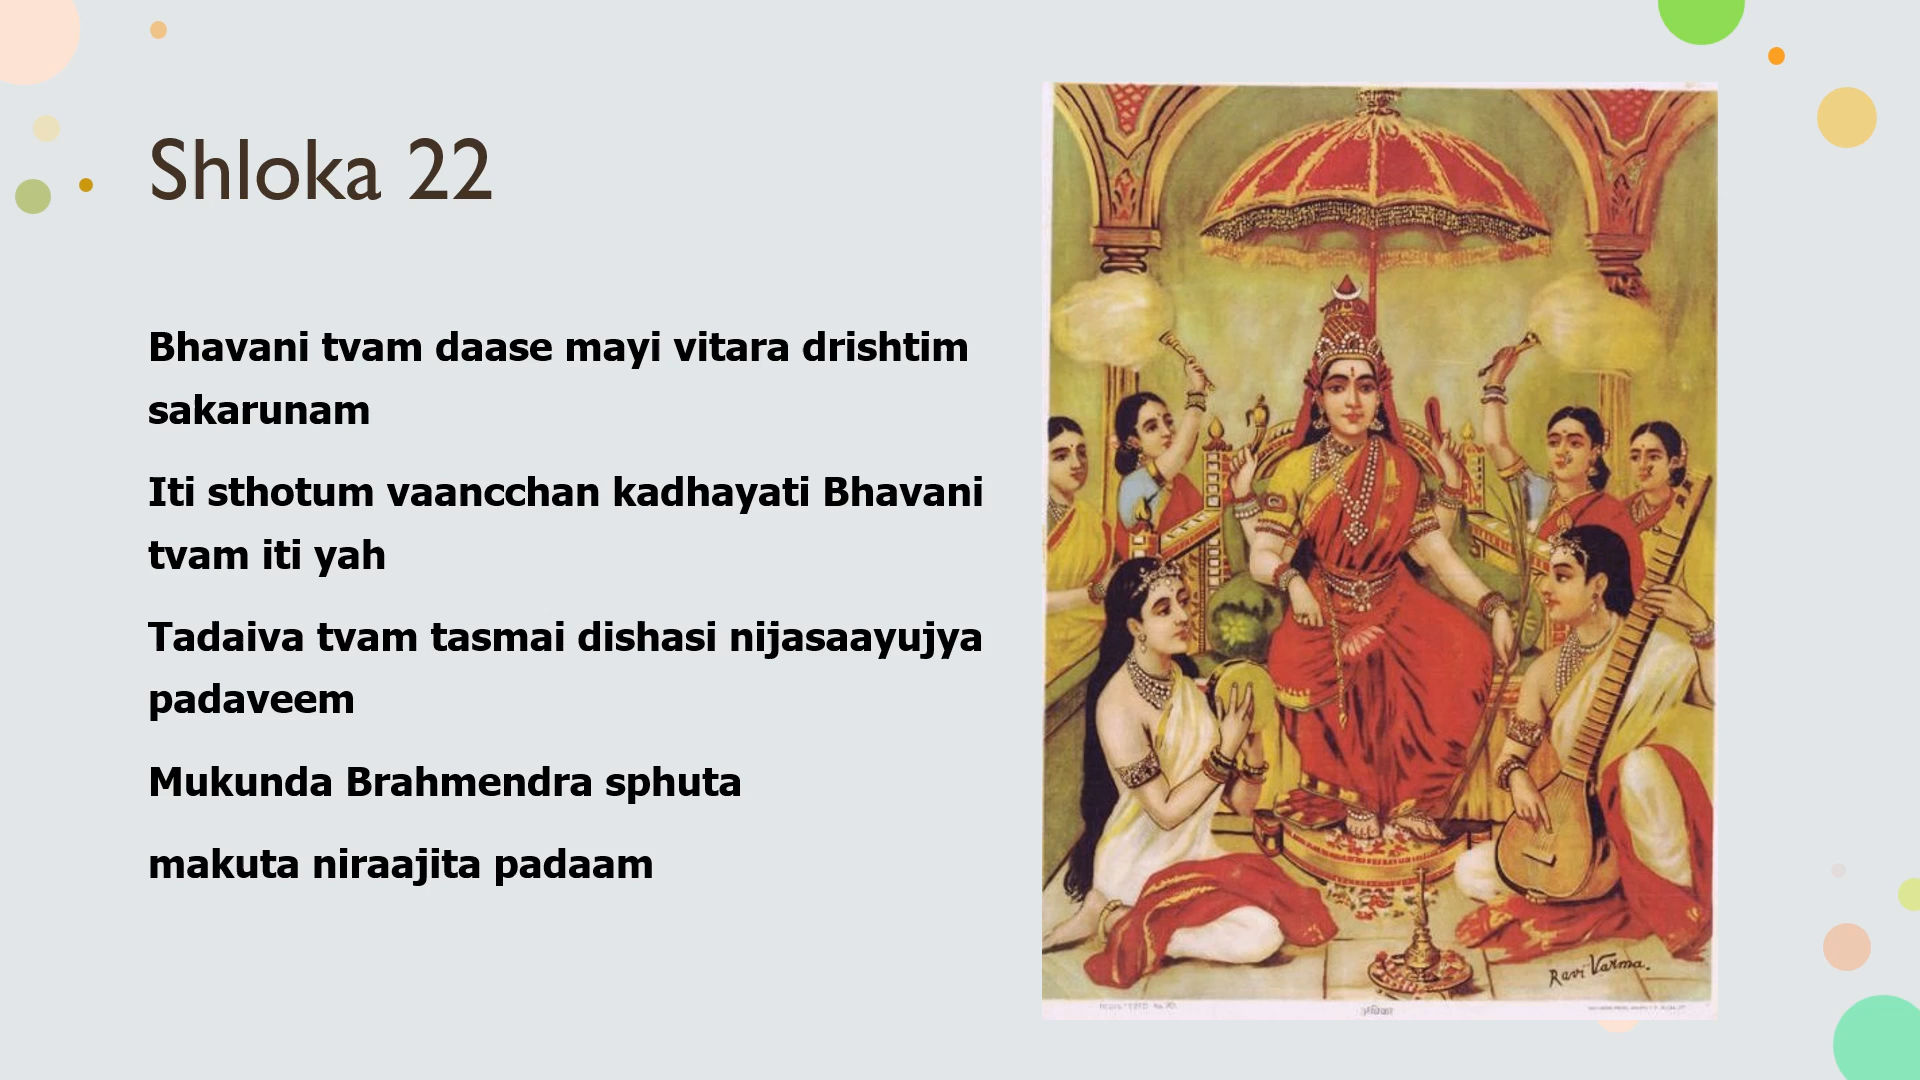 Shloka 22
Bhavani tvam daase mayi vitara drishtim
sakarunam
Iti sthotum vaancchan kadhayati Bhavani
tvam iti yah
Tadaiva tvam tasmai dishasi nijasaayujya
padaveem
Mukunda Brahmendra sphuta
makuta niraajita padaam
Ravi Varma.